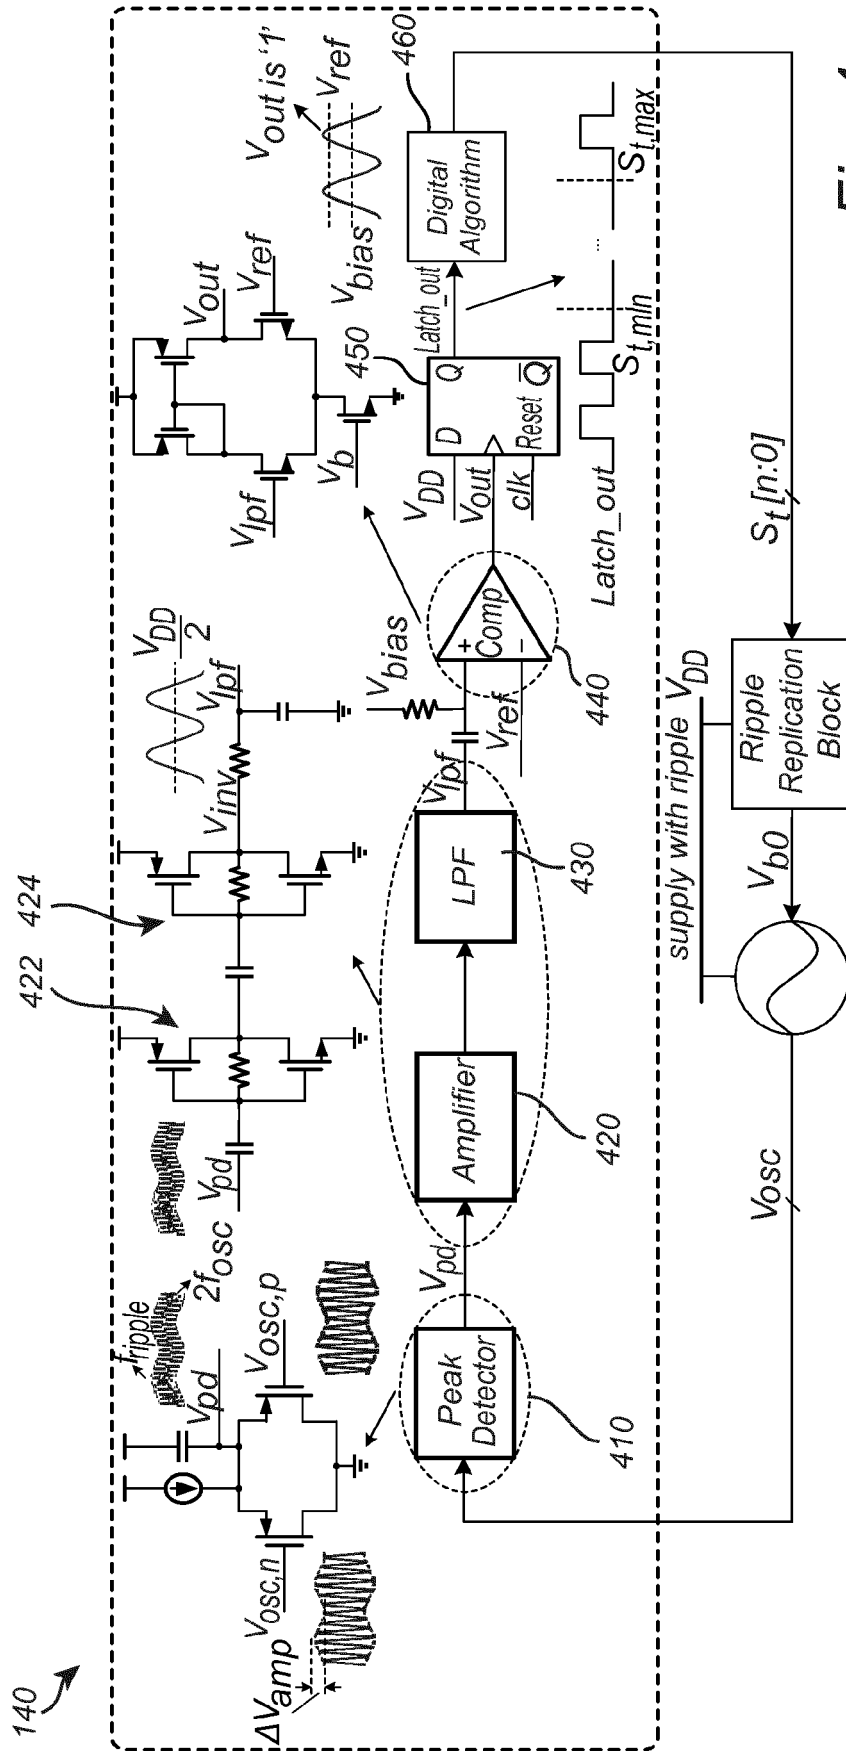 140
ΔVamp
Vosc,n
Vosc,p
Vpd
fripple
2fosc
Vpd
422
424
Vinv
VDD
2
Vlpf
Vlpf
Vb
Vout
Vref
Vbias
Vout is '1'
Vref
Peak
Detector
410
Vpd
Amplifier
420
LPF
430
Vlpf
Vbias
Vref
+
Comp
−
440
VDD
Vout
clk
D
Q
Reset
Q
450
Latch_out
Digital
Algorithm
460
Latch_out
St,min
...
St,max
Vosc
supply with ripple VDD
Vb0
Ripple
Replication
Block
St [n:0]